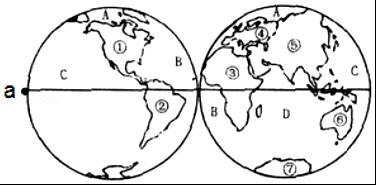 A A
① ④ ⑤
C B ③ C
a
② B D ⑥
⑦